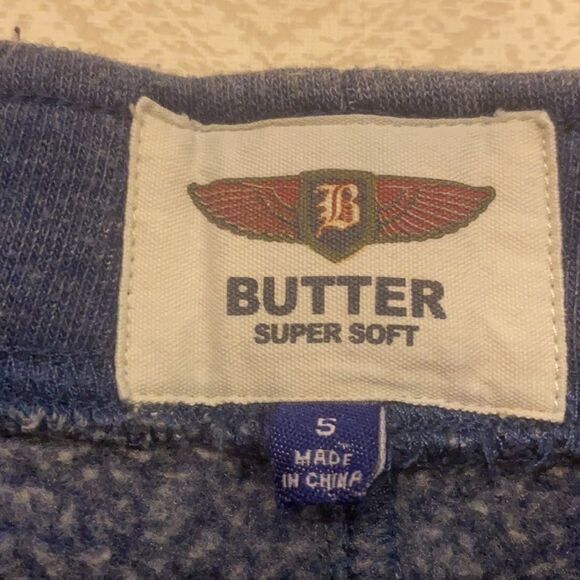 B
BUTTER
SUPER SOFT
5
MADE
IN CHINA